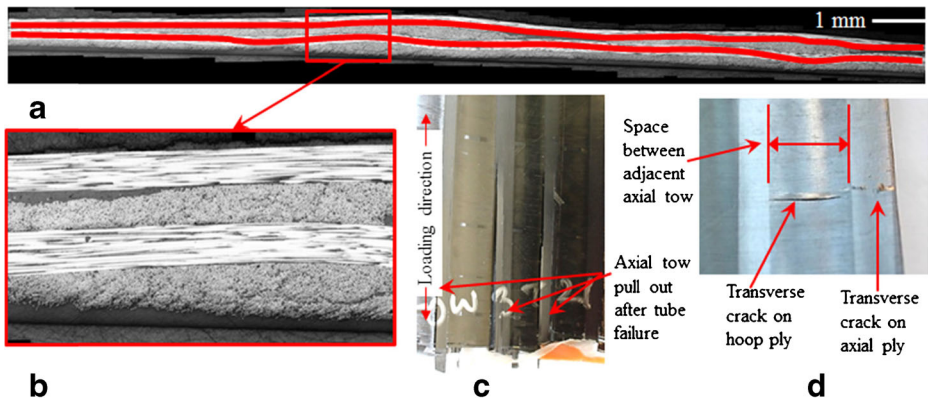 1 mm
a
b
Loading direction
Axial tow
pull out
after tube
failure
c
Space
between
adjacent
axial tow
Transverse
crack on
hoop ply
Transverse
crack on
axial ply
d